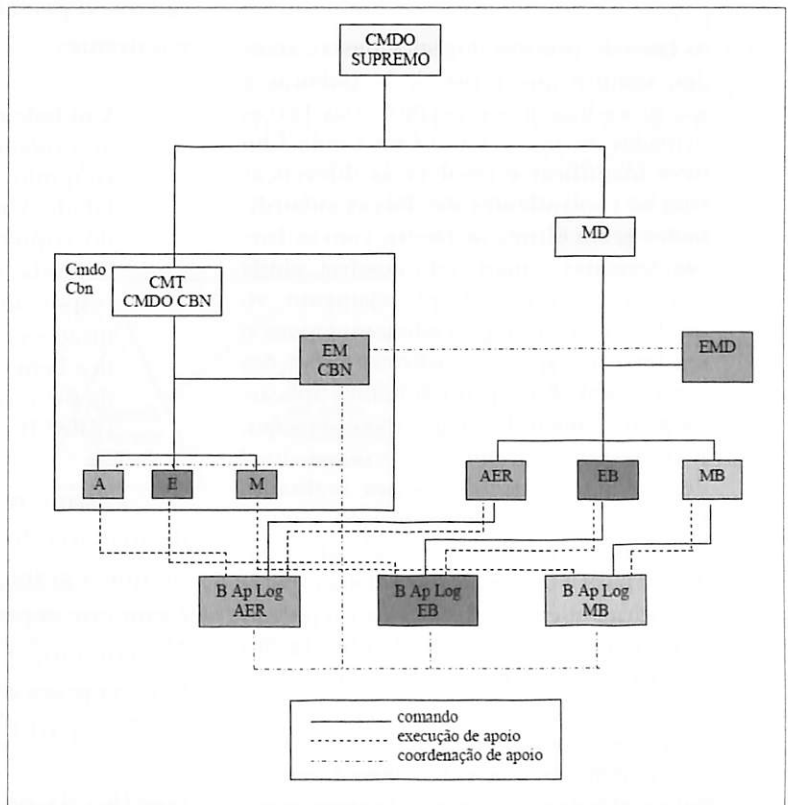 CMDO
SUPREMO
MD
Cmdo
Cbn
CMT
CMDO CBN
EM
CBN
EMD
A
E
M
AER
EB
MB
B Ap Log
AER
B Ap Log
EB
B Ap Log
MB
comando
execução de apoio
coordenação de apoio